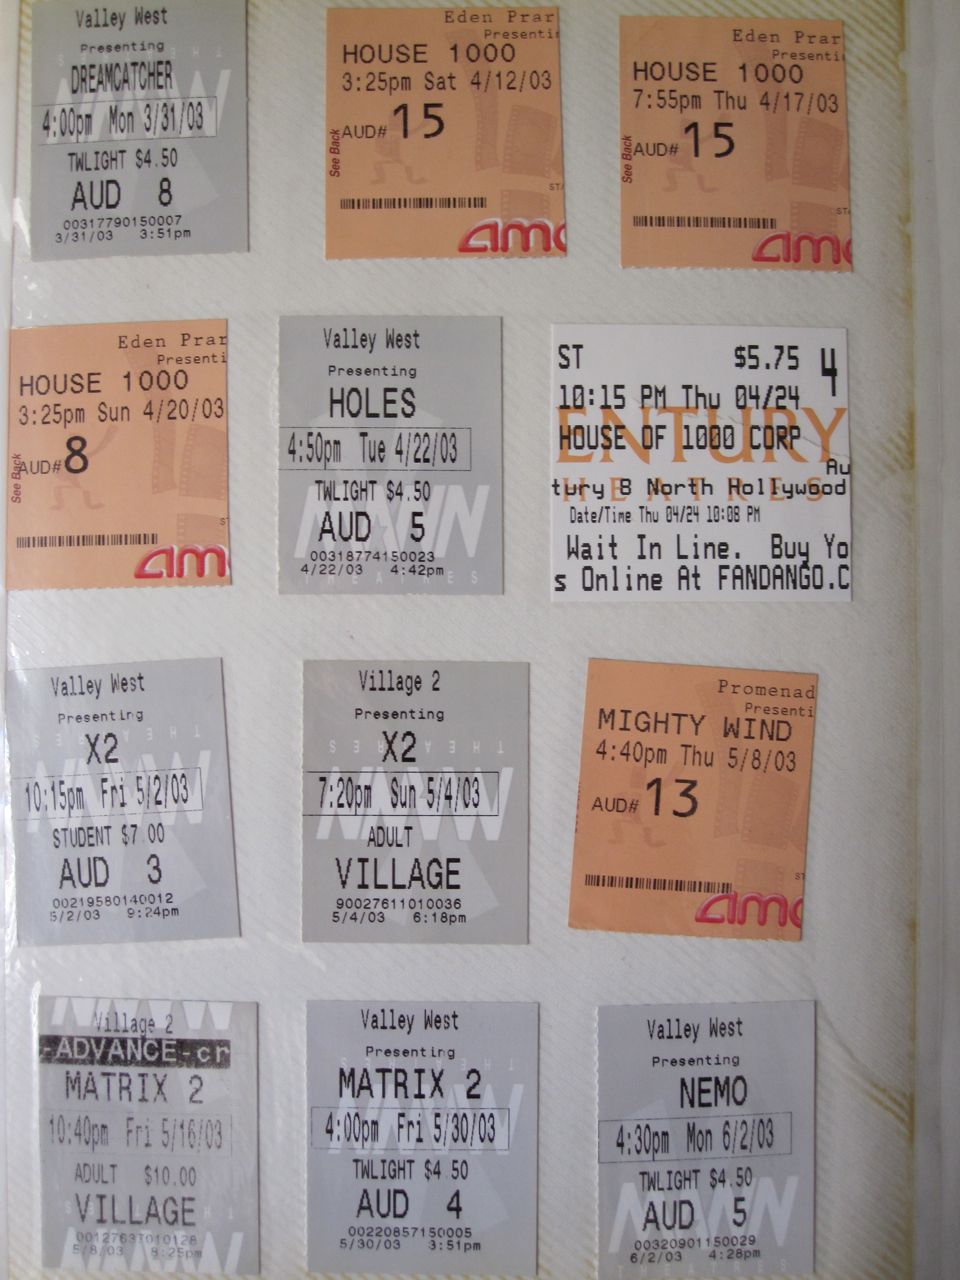 Valley West
Presenting
DREAMCATCHER
4:00pm Mon 3/31/03
TWLIGHT $4.50
AUD 8
00317790150007
3/31/03 3:51pm
Eden Prar
Presentin
HOUSE 1000
3:25pm Sat 4/12/03
AUD# 15
See Back
ST
amc
Eden Prar
Presenti
HOUSE 1000
7:55pm Thu 4/17/03
AUD# 15
See Back
ST
amc
Eden Prar
Presenti
HOUSE 1000
3:25pm Sun 4/20/03
AUD# 8
See Back
S
am
Valley West
Presenting
HOLES
4:50pm Tue 4/22/03
TWLIGHT $4.50
AUD 5
00318774150023
4/22/03 4:42pm
ST $5.75 4
10:15 PM Thu 04/24
ENTURY
HOUSE OF 1000 CORP
Au
HEATRES
tury 8 North Hollywood
Date/Time Thu 04/24 10:08 PM
Wait In Line. Buy Yo
s Online At FANDANGO.C
Valley West
Presenting
X2
10:15pm Fri 5/2/03
STUDENT $7.00
AUD 3
00219580140012
5/2/03 9:24pm
Village 2
Presenting
X2
7:20pm Sun 5/4/03
ADULT
VILLAGE
90027611010036
5/4/03 6:18pm
Promenad
Presenti
MIGHTY WIND
4:40pm Thu 5/8/03
AUD# 13
ST
amc
Village 2
-ADVANCE-cr
MATRIX 2
10:40pm Fri 5/16/03
ADULT $10.00
VILLAGE
00127637010128
5/8/03 8:25pm
Valley West
Presenting
MATRIX 2
4:00pm Fri 5/30/03
TWLIGHT $4.50
AUD 4
00220857150005
5/30/03 3:51pm
Valley West
Presenting
NEMO
4:30pm Mon 6/2/03
TWLIGHT $4.50
AUD 5
00320901150029
6/2/03 4:28pm